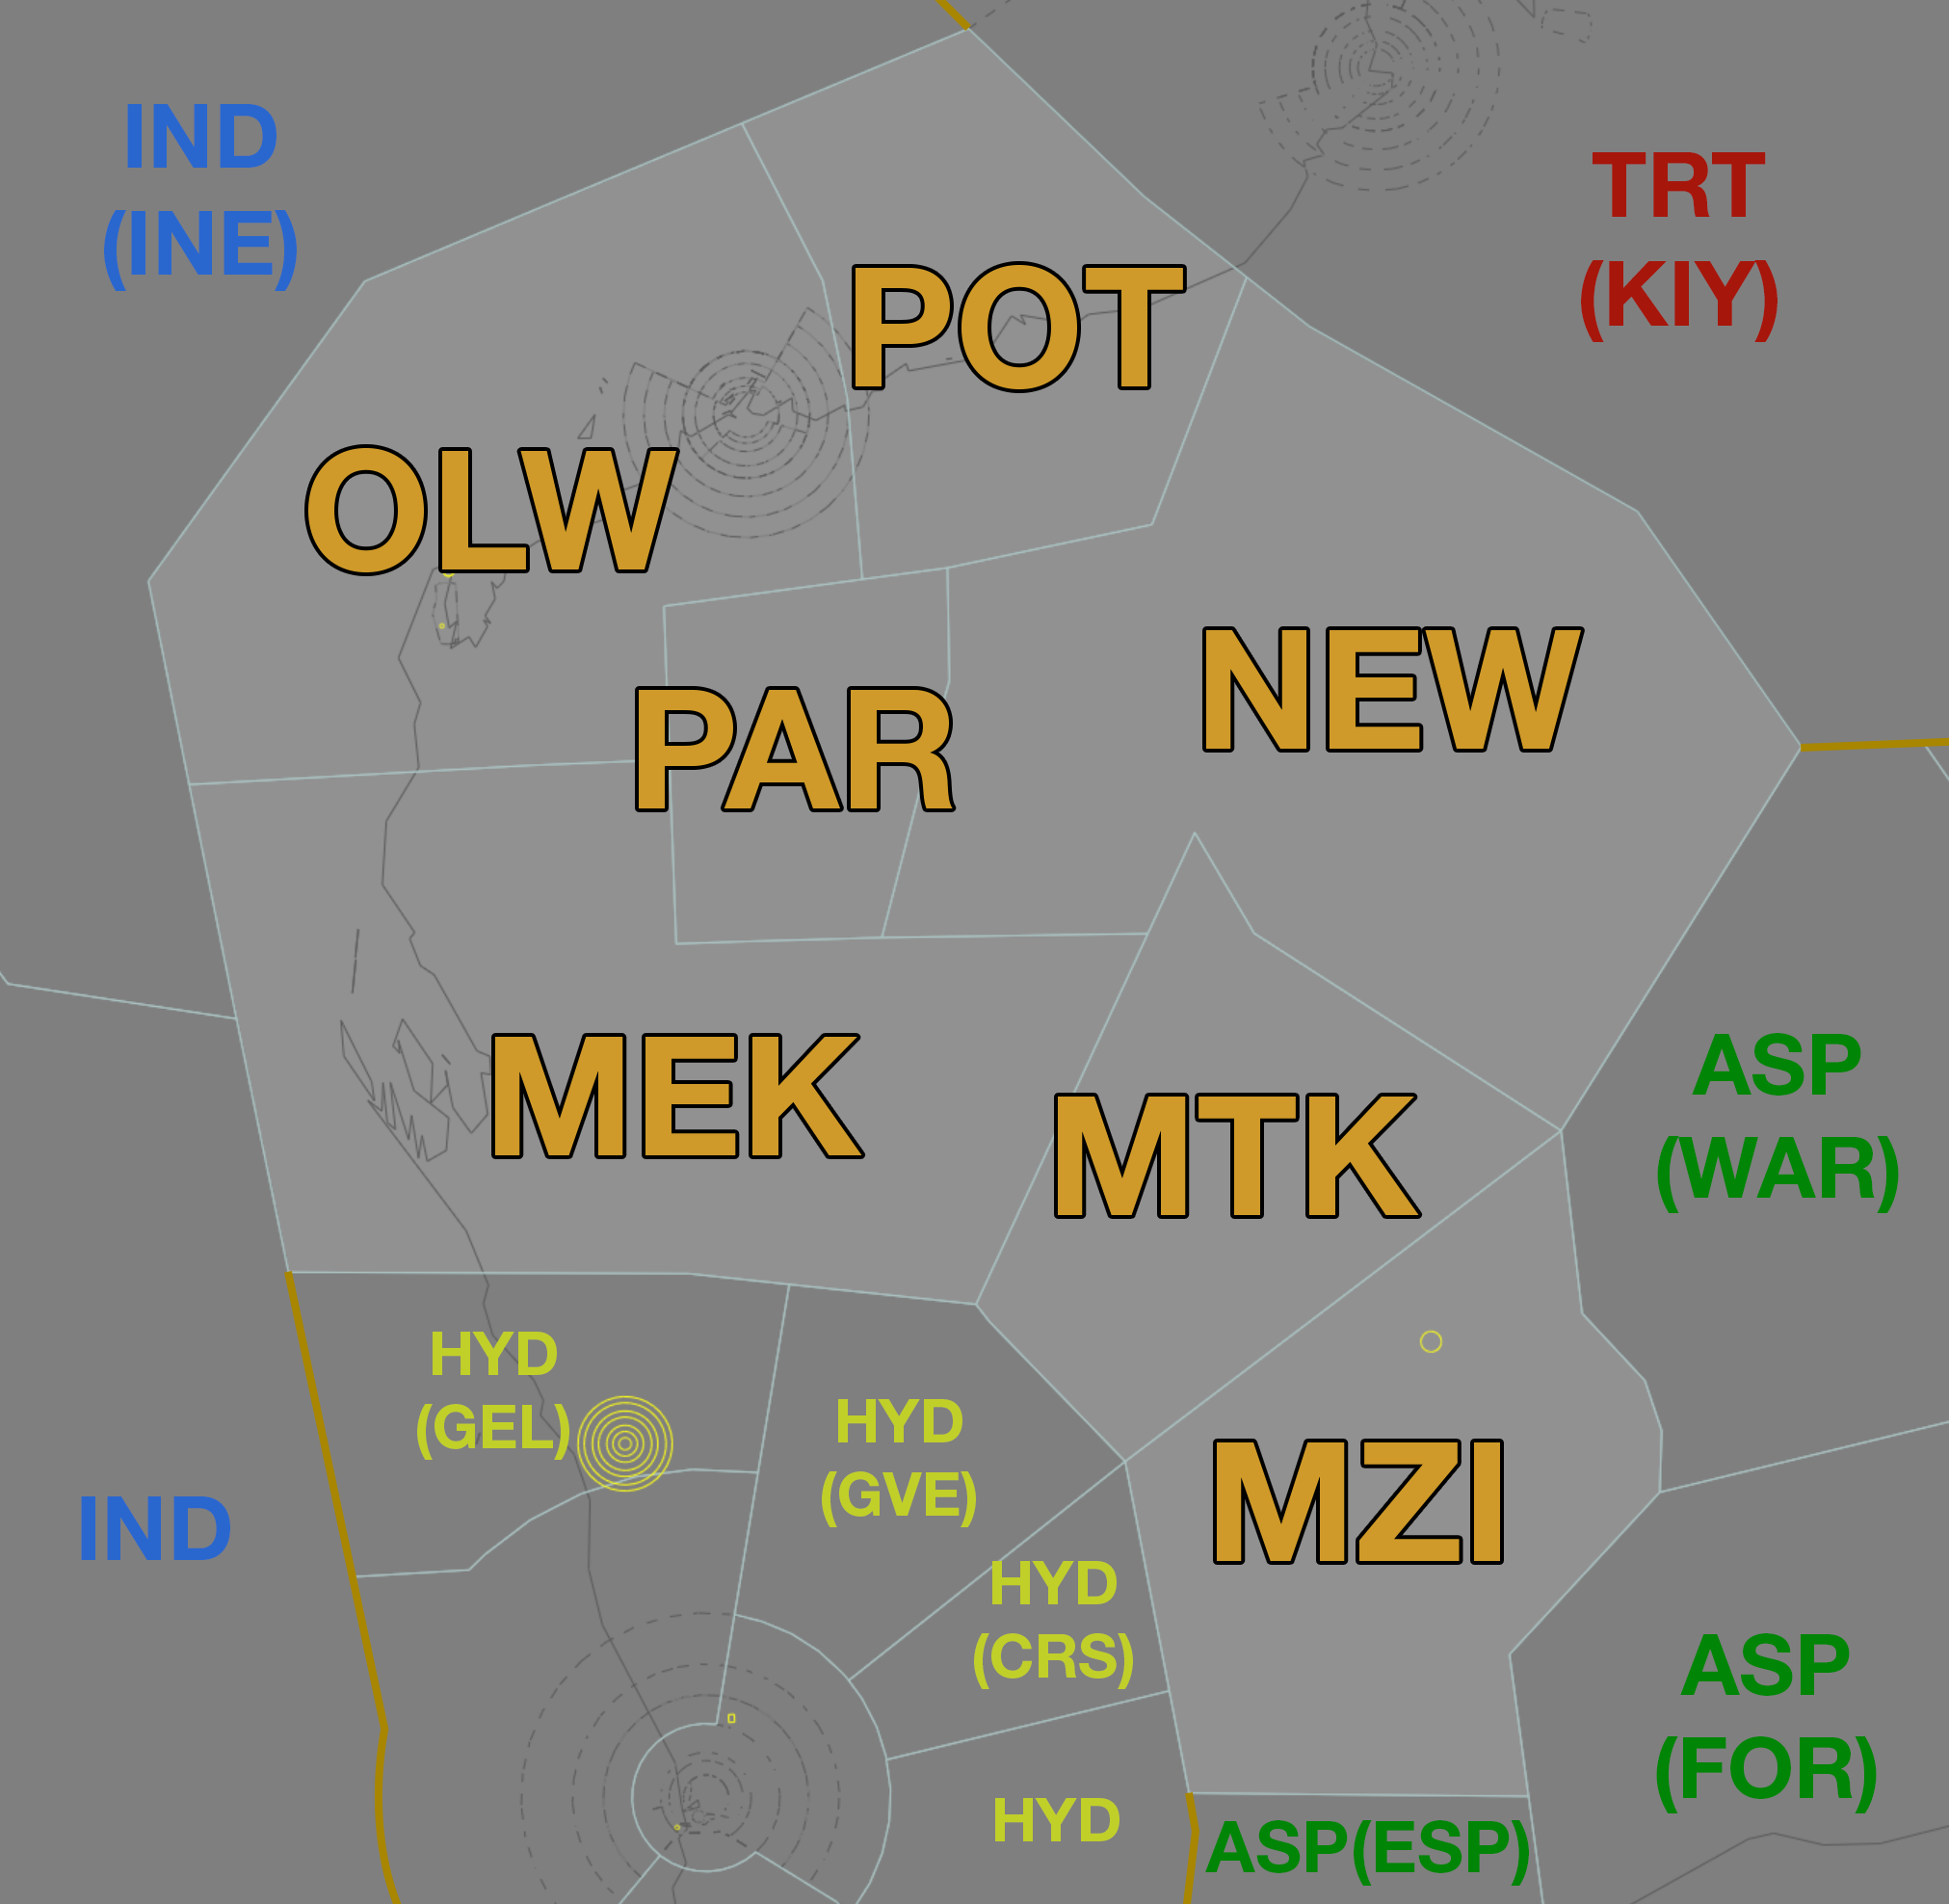 IND
(INE)
TRT
(KIY)
POT
OLW
NEW
PAR
MEK
MTK
ASP
(WAR)
HYD
(GEL)
HYD
(GVE)
IND
MZI
HYD
(CRS)
ASP
(FOR)
HYD
ASP(ESP)